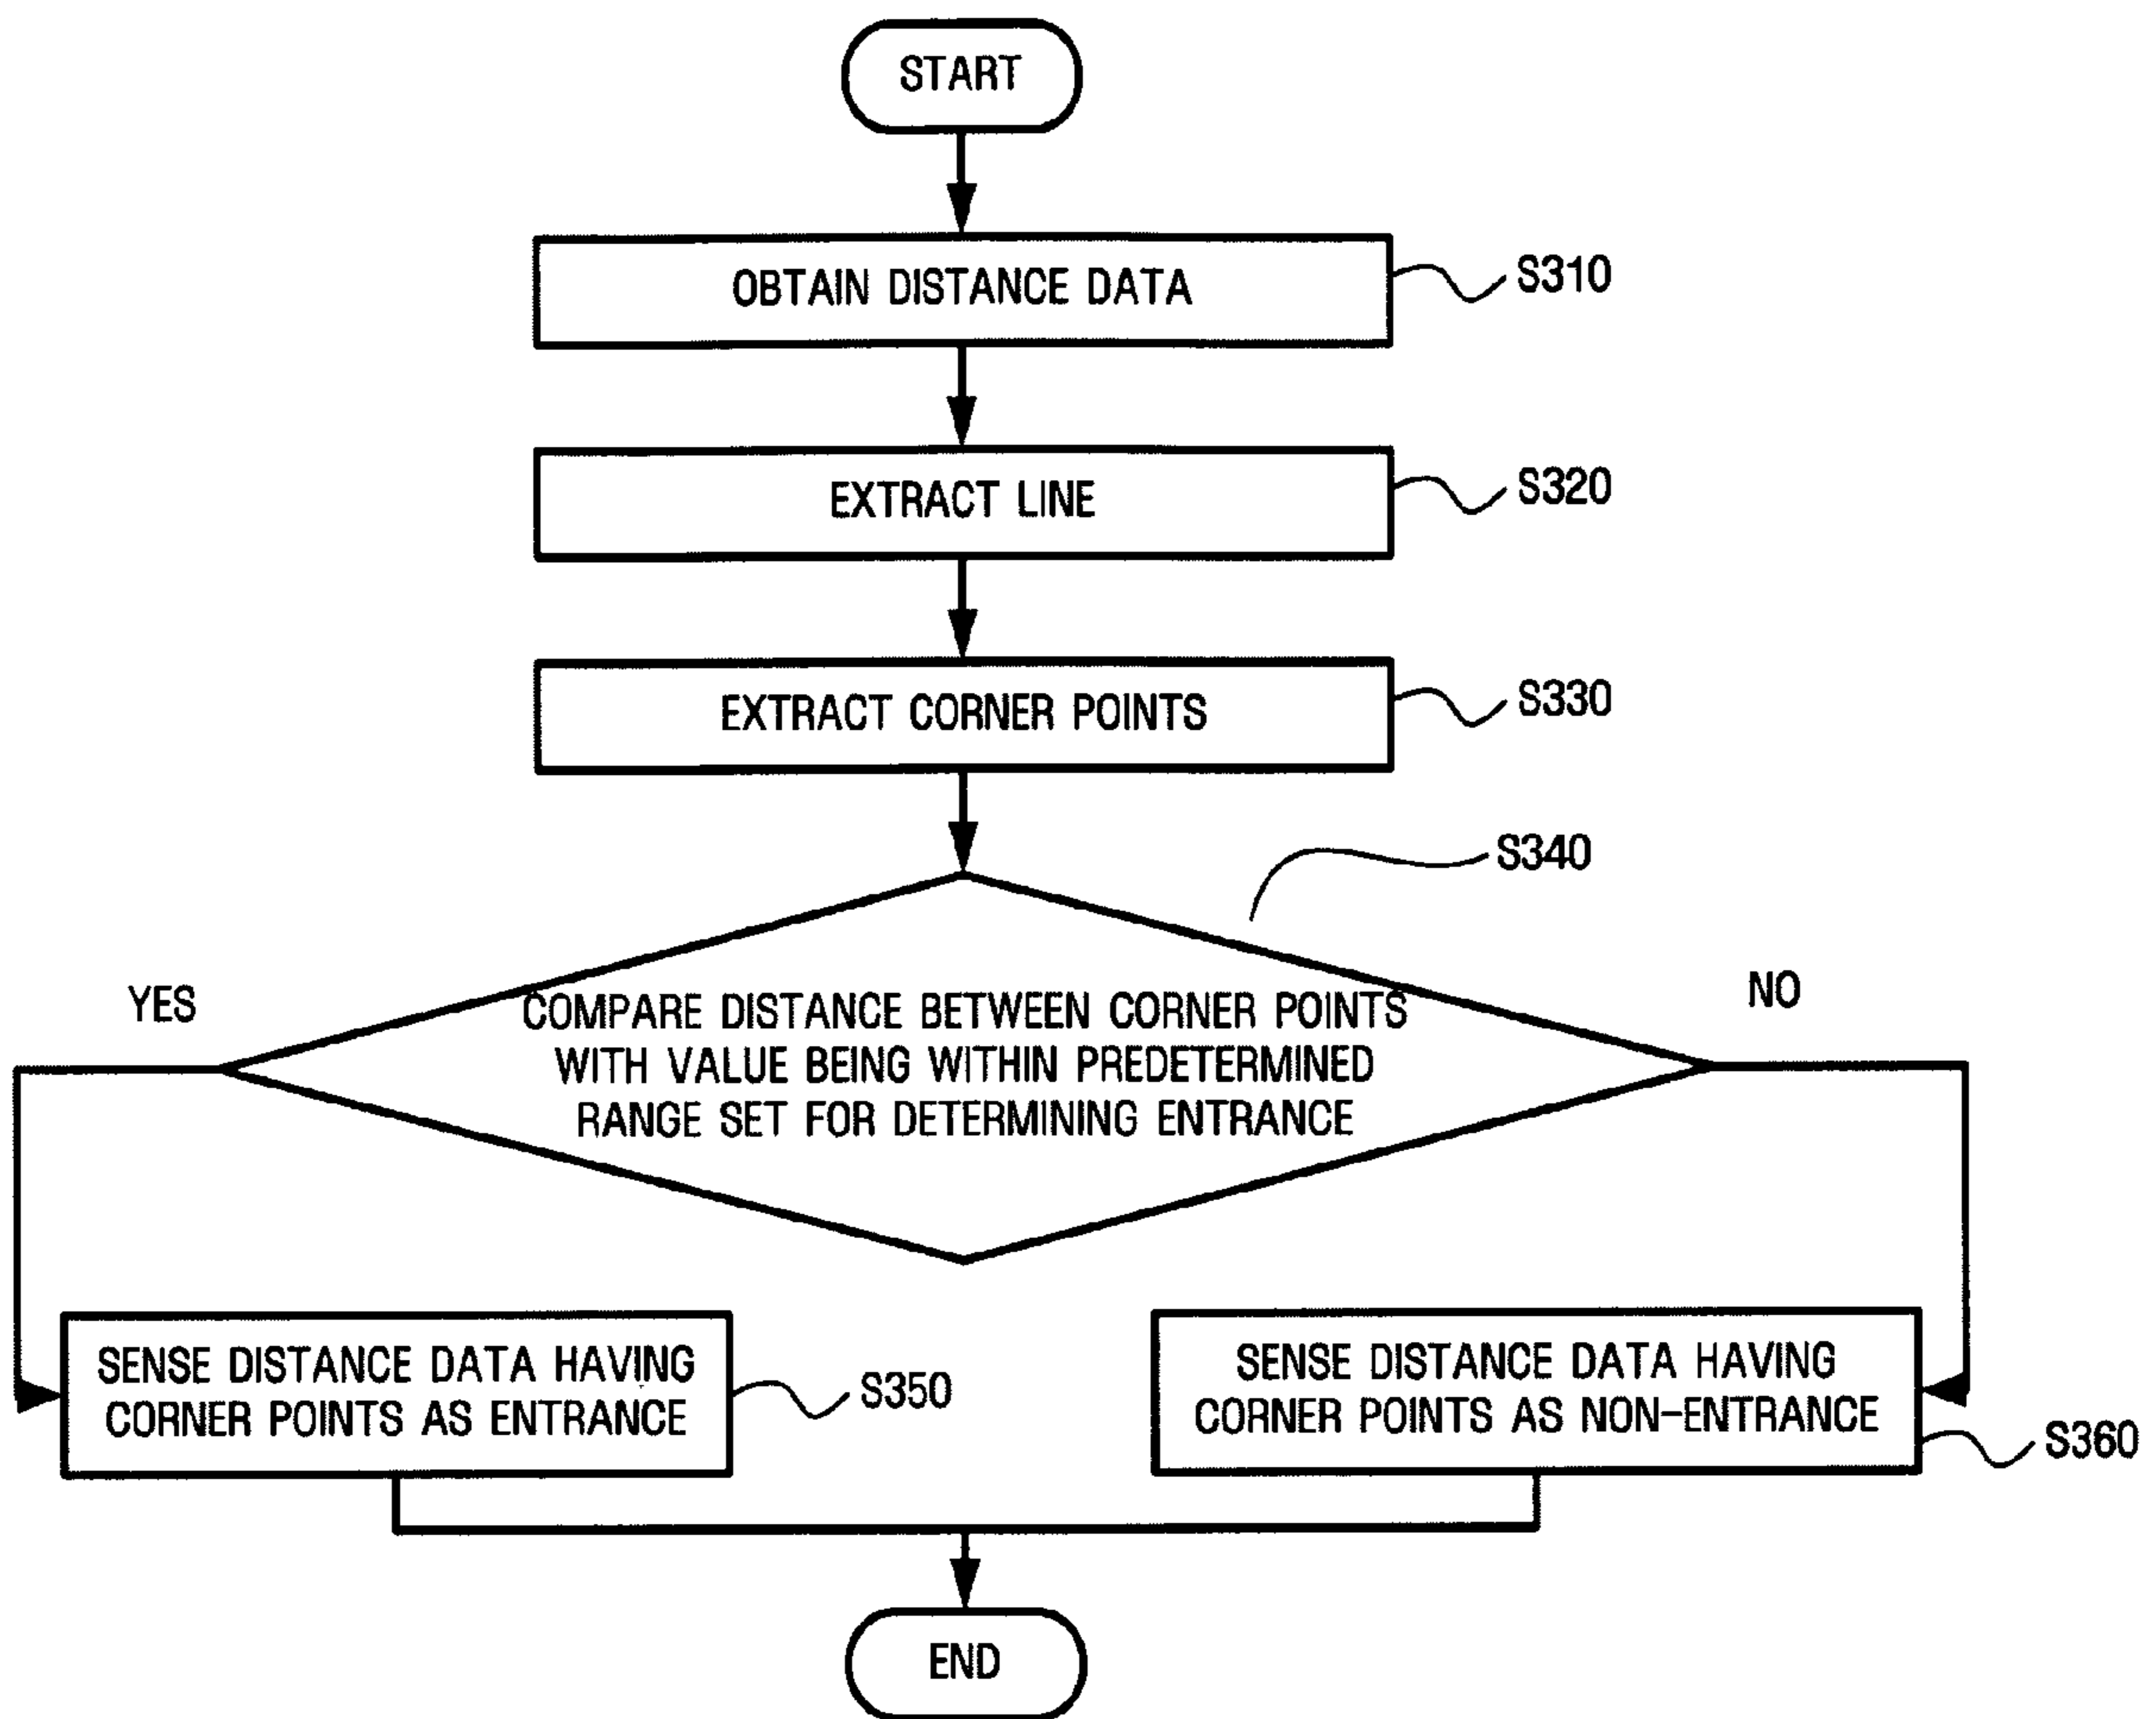 START
OBTAIN DISTANCE DATA
S310
EXTRACT LINE
S320
EXTRACT CORNER POINTS
S330
S340
YES
NO
COMPARE DISTANCE BETWEEN CORNER POINTS
WITH VALUE BEING WITHIN PREDETERMINED
RANGE SET FOR DETERMINING ENTRANCE
SENSE DISTANCE DATA HAVING
CORNER POINTS AS ENTRANCE
S350
SENSE DISTANCE DATA HAVING
CORNER POINTS AS NON-ENTRANCE
S360
END